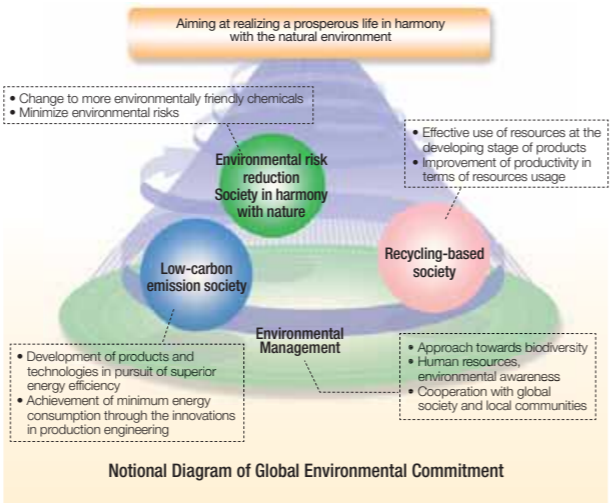 Aiming at realizing a prosperous life in harmony
with the natural environment
• Change to more environmentally friendly chemicals
• Minimize environmental risks
• Effective use of resources at the
developing stage of products
• Improvement of productivity in
terms of resources usage
Environmental risk
reduction
Society in harmony
with nature
Low-carbon
emission society
Recycling-based
society
Environmental
Management
• Development of products and
technologies in pursuit of superior
energy efficiency
• Achievement of minimum energy
consumption through the innovations
in production engineering
• Approach towards biodiversity
• Human resources,
environmental awareness
• Cooperation with global
society and local communities
Notional Diagram of Global Environmental Commitment